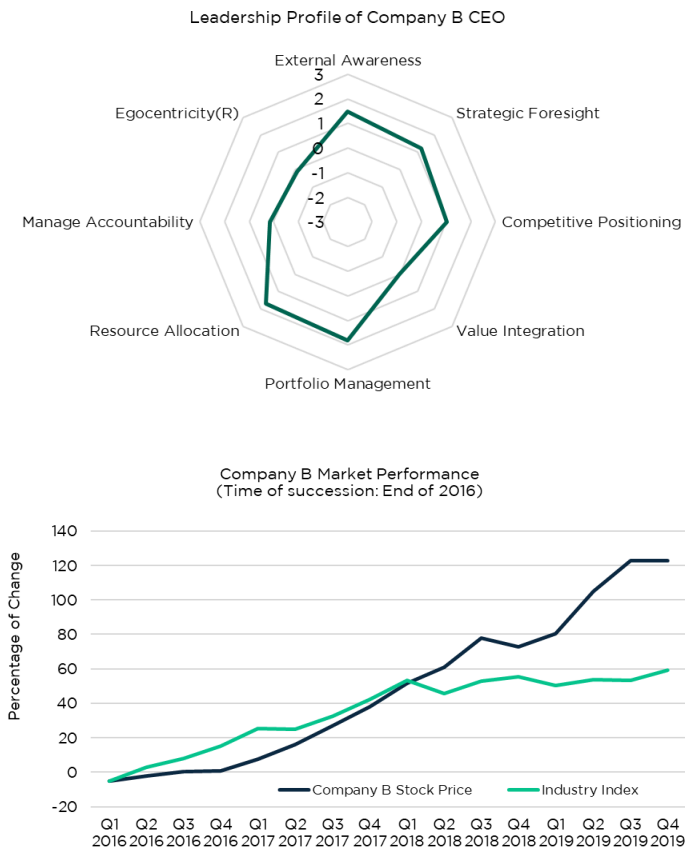 Leadership Profile of Company B CEO
External Awareness
3
Egocentricity(R)
2
Strategic Foresight
1
0
-1
-2
Manage Accountability
-3
Competitive Positioning
Resource Allocation
Value Integration
Portfolio Management
Company B Market Performance
(Time of succession: End of 2016)
Percentage of Change
140
120
100
80
60
40
20
0
-20
Company B Stock Price
Industry Index
Q1 Q2 Q3 Q4 Q1 Q2 Q3 Q4 Q1 Q2 Q3 Q4 Q1 Q2 Q3 Q4
2016 2016 2016 2016 2017 2017 2017 2017 2018 2018 2018 2018 2019 2019 2019 2019